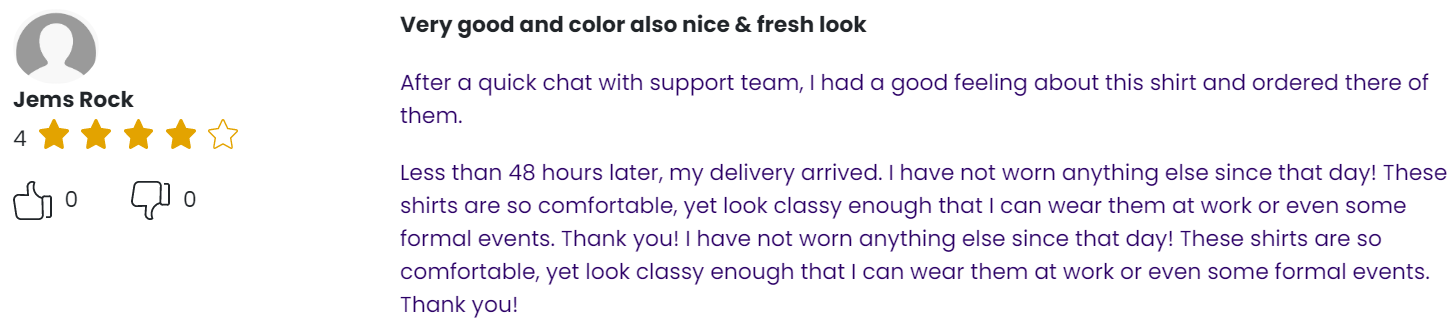 Jems Rock
4
0
0
Very good and color also nice & fresh look
After a quick chat with support team, I had a good feeling about this shirt and ordered there of
them.
Less than 48 hours later, my delivery arrived. I have not worn anything else since that day! These
shirts are so comfortable, yet look classy enough that I can wear them at work or even some
formal events. Thank you! I have not worn anything else since that day! These shirts are so
comfortable, yet look classy enough that I can wear them at work or even some formal events.
Thank you!